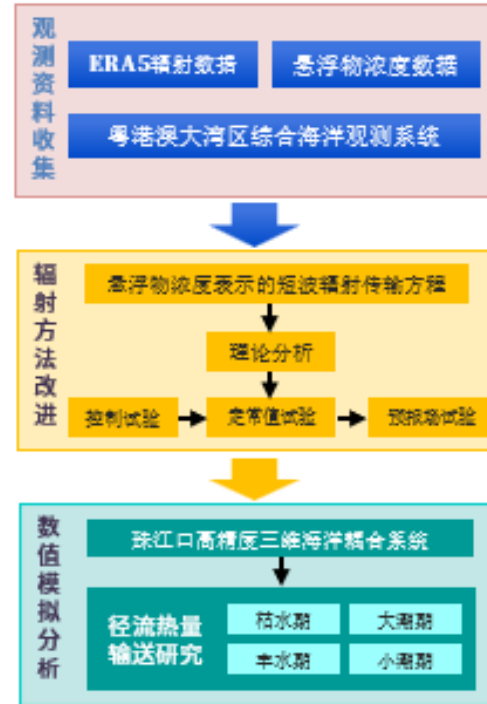 观测资料收集
ERA5辐射数据
悬浮物浓度数据
粤港澳大湾区综合海洋观测系统
辐射方法改进
悬浮物浓度表示的短波辐射传输方程
理论分析
控制试验
定常值试验
预报场试验
数值模拟分析
珠江口高精度三维海洋耦合系统
径流热量
输送研究
枯水期
大潮期
丰水期
小潮期